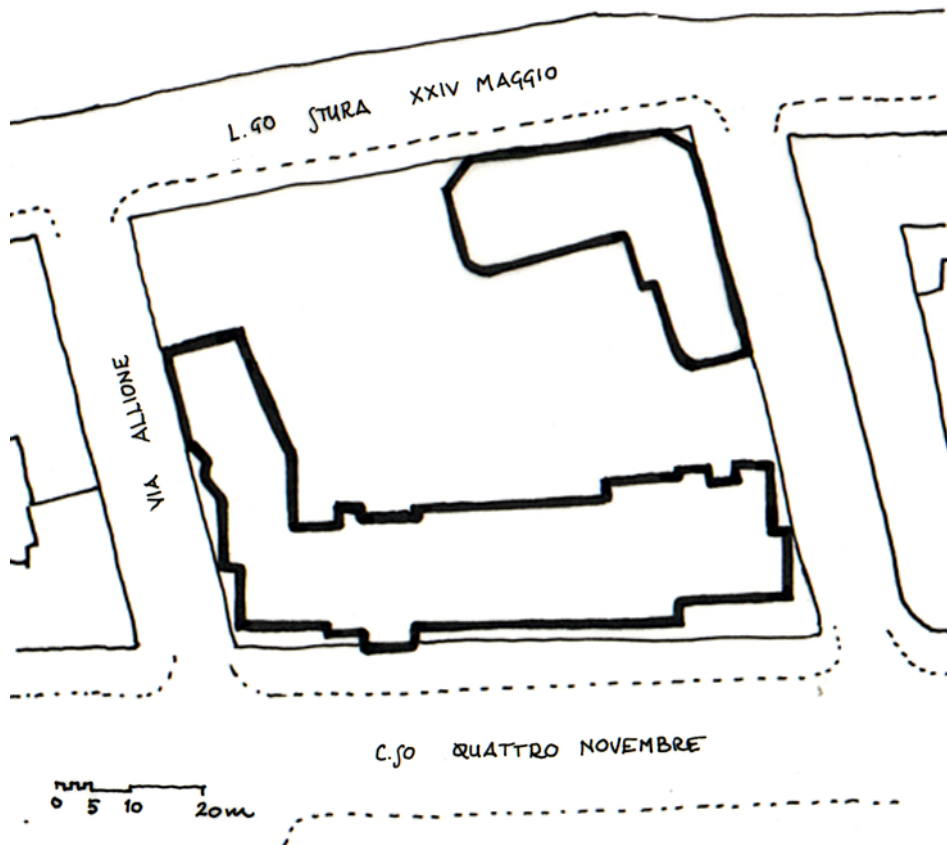 L.GO STURA XXIV MAGGIO
VIA ALLIONE
C.SO QUATTRO NOVEMBRE
0 5 10 20m